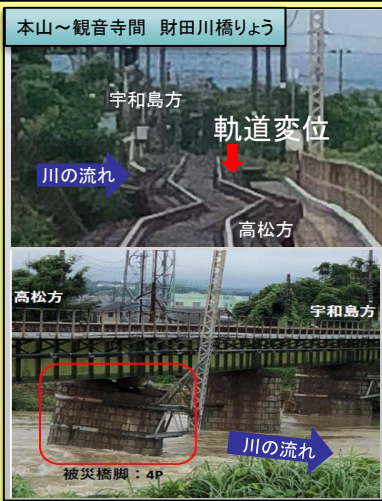 本山～観音寺間 財田川橋りょう
宇和島方
軌道変位
川の流れ
高松方
高松方
宇和島方
川の流れ
被災橋脚：4P